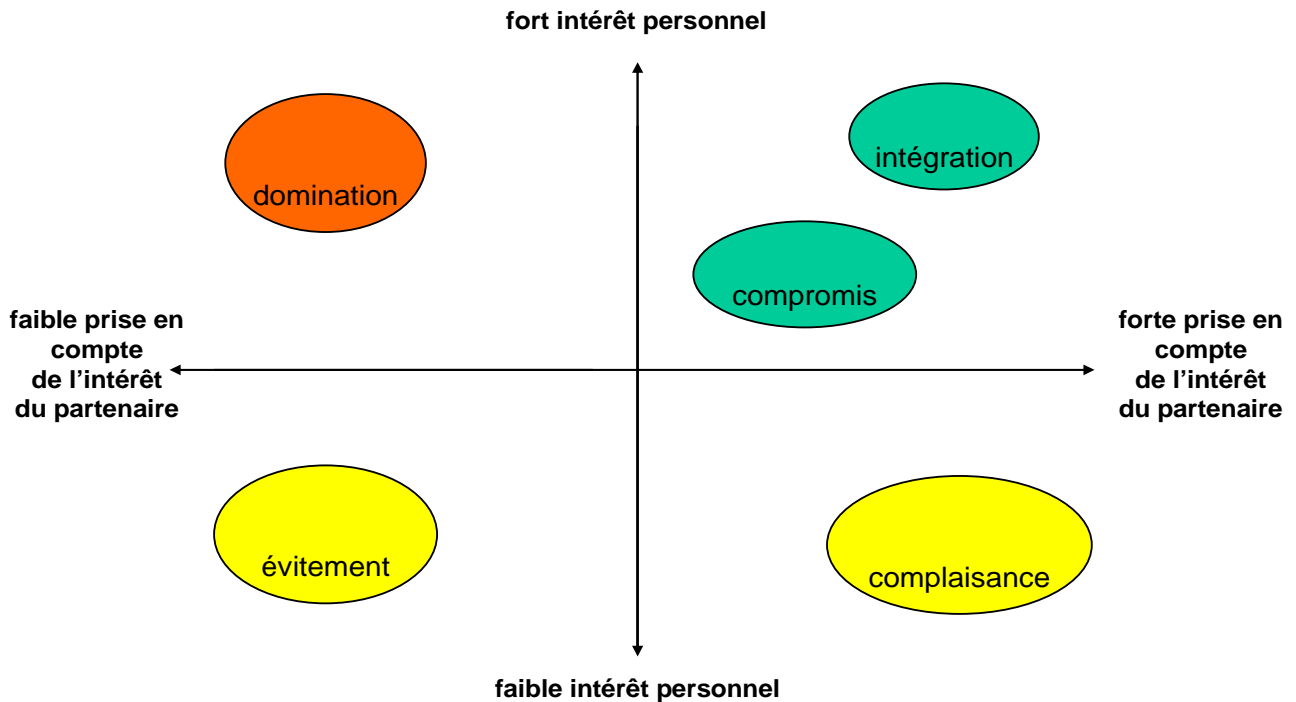 fort intérêt personnel
intégration
domination
compromis
faible prise en
compte
de l’intérêt
du partenaire
forte prise en
compte
de l’intérêt
du partenaire
évitement
complaisance
faible intérêt personnel